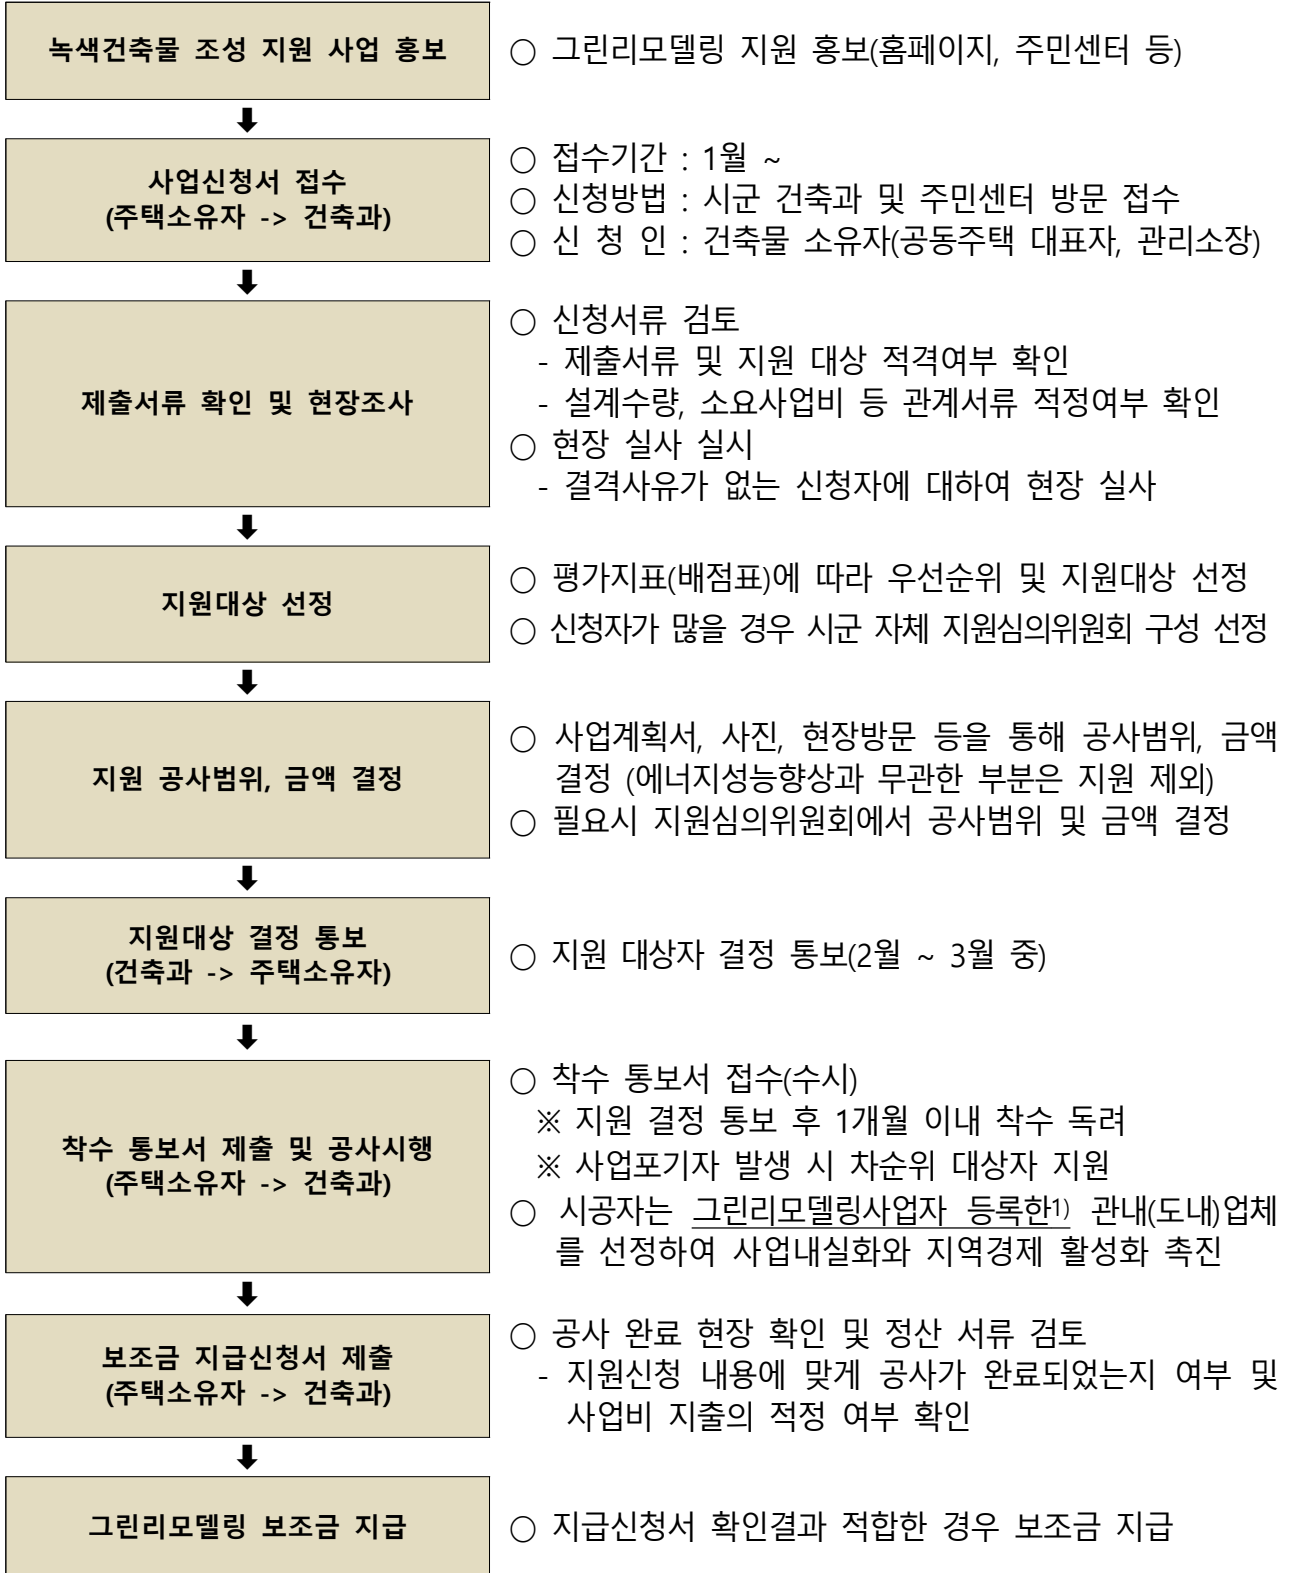 녹색건축물 조성 지원 사업 홍보
○ 그린리모델링 지원 홍보(홈페이지, 주민센터 등)
사업신청서 접수
(주택소유자 -> 건축과)
○ 접수기간 : 1월 ~
○ 신청방법 : 시군 건축과 및 주민센터 방문 접수
○ 신 청 인 : 건축물 소유자(공동주택 대표자, 관리소장)
제출서류 확인 및 현장조사
○ 신청서류 검토
- 제출서류 및 지원 대상 적격여부 확인
- 설계수량, 소요사업비 등 관계서류 적정여부 확인
○ 현장 실사 실시
- 결격사유가 없는 신청자에 대하여 현장 실사
지원대상 선정
○ 평가지표(배점표)에 따라 우선순위 및 지원대상 선정
○ 신청자가 많을 경우 시군 자체 지원심의위원회 구성 선정
지원 공사범위, 금액 결정
○ 사업계획서, 사진, 현장방문 등을 통해 공사범위, 금액
결정 (에너지성능향상과 무관한 부분은 지원 제외)
○ 필요시 지원심의위원회에서 공사범위 및 금액 결정
지원대상 결정 통보
(건축과 -> 주택소유자)
○ 지원 대상자 결정 통보(2월 ~ 3월 중)
착수 통보서 제출 및 공사시행
(주택소유자 -> 건축과)
○ 착수 통보서 접수(수시)
※ 지원 결정 통보 후 1개월 이내 착수 독려
※ 사업포기자 발생 시 차순위 대상자 지원
○ 시공자는 그린리모델링사업자 등록한1) 관내(도내)업체
를 선정하여 사업내실화와 지역경제 활성화 촉진
보조금 지급신청서 제출
(주택소유자 -> 건축과)
○ 공사 완료 현장 확인 및 정산 서류 검토
- 지원신청 내용에 맞게 공사가 완료되었는지 여부 및
사업비 지출의 적정 여부 확인
그린리모델링 보조금 지급
○ 지급신청서 확인결과 적합한 경우 보조금 지급